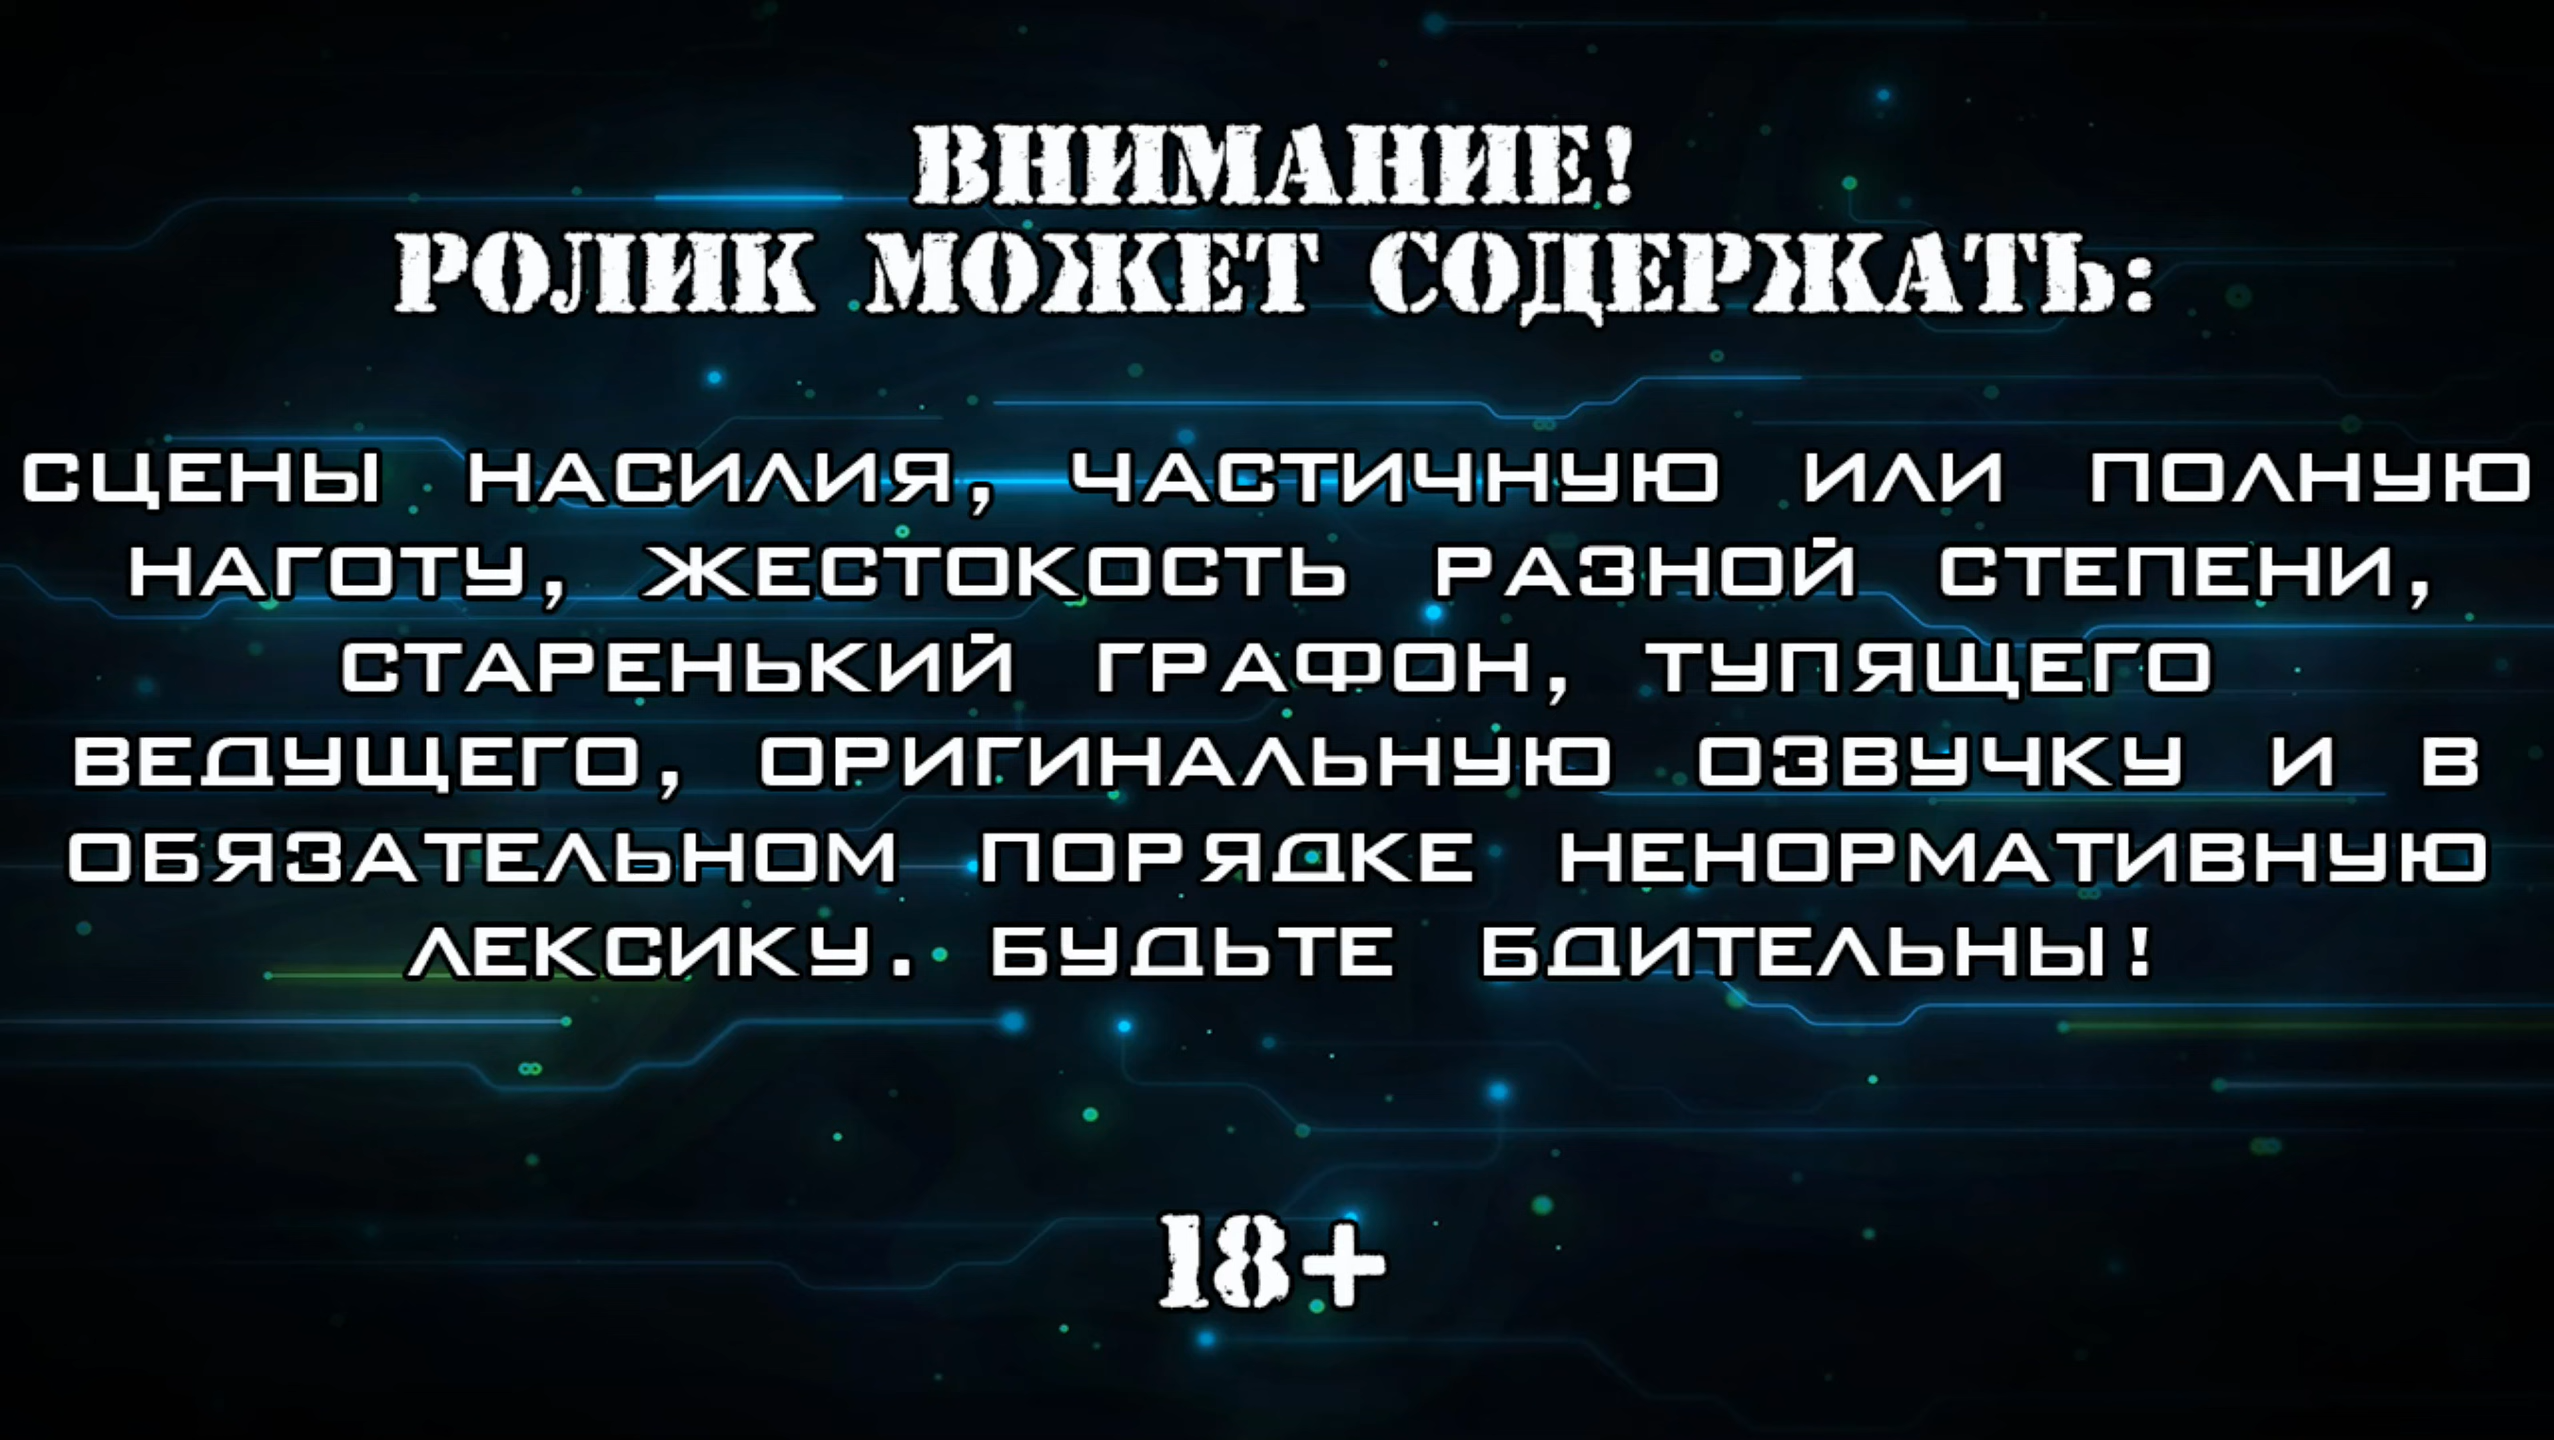 ВНИМАНИЕ!
РОЛИК МОЖЕТ СОДЕРЖАТЬ:
СЦЕНЫ НАСИЛИЯ, ЧАСТИЧНУЮ ИЛИ ПОЛНУЮ
НАГОТУ, ЖЕСТОКОСТЬ РАЗНОЙ СТЕПЕНИ,
СТАРЕНЬКИЙ ГРАФОН, ТУПЯЩЕГО
ВЕДУЩЕГО, ОРИГИНАЛЬНУЮ ОЗВУЧКУ И В
ОБЯЗАТЕЛЬНОМ ПОРЯДКЕ НЕНОРМАТИВНУЮ
ЛЕКСИКУ. БУДЬТЕ БДИТЕЛЬНЫ!
18+